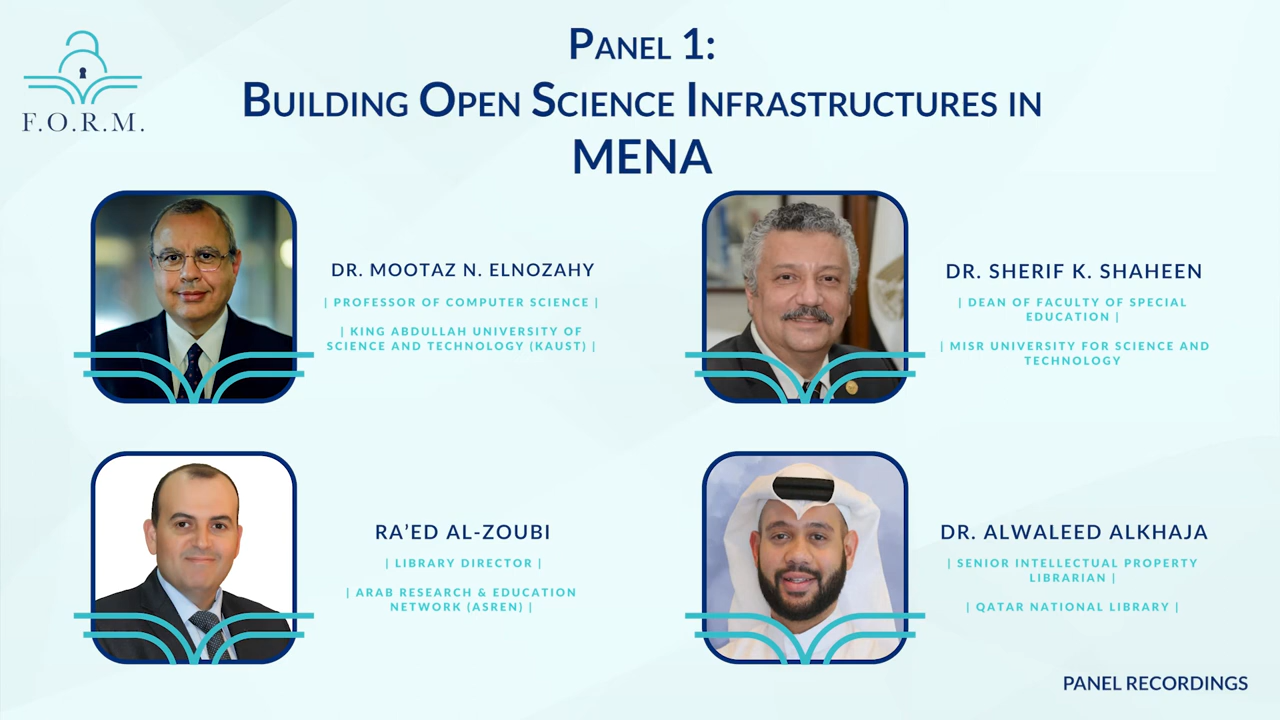 F.O.R.M.
PANEL 1:
BUILDING OPEN SCIENCE INFRASTRUCTURES IN
MENA
DR. MOOTAZ N. ELNOZAHY
| PROFESSOR OF COMPUTER SCIENCE |
| KING ABDULLAH UNIVERSITY OF
SCIENCE AND TECHNOLOGY (KAUST) |
DR. SHERIF K. SHAHEEN
| DEAN OF FACULTY OF SPECIAL
EDUCATION |
| MISR UNIVERSITY FOR SCIENCE AND
TECHNOLOGY
RA’ED AL-ZOUBI
| LIBRARY DIRECTOR |
| ARAB RESEARCH & EDUCATION
NETWORK (ASREN) |
DR. ALWALEED ALKHAJA
| SENIOR INTELLECTUAL PROPERTY
LIBRARIAN |
| QATAR NATIONAL LIBRARY |
PANEL RECORDINGS